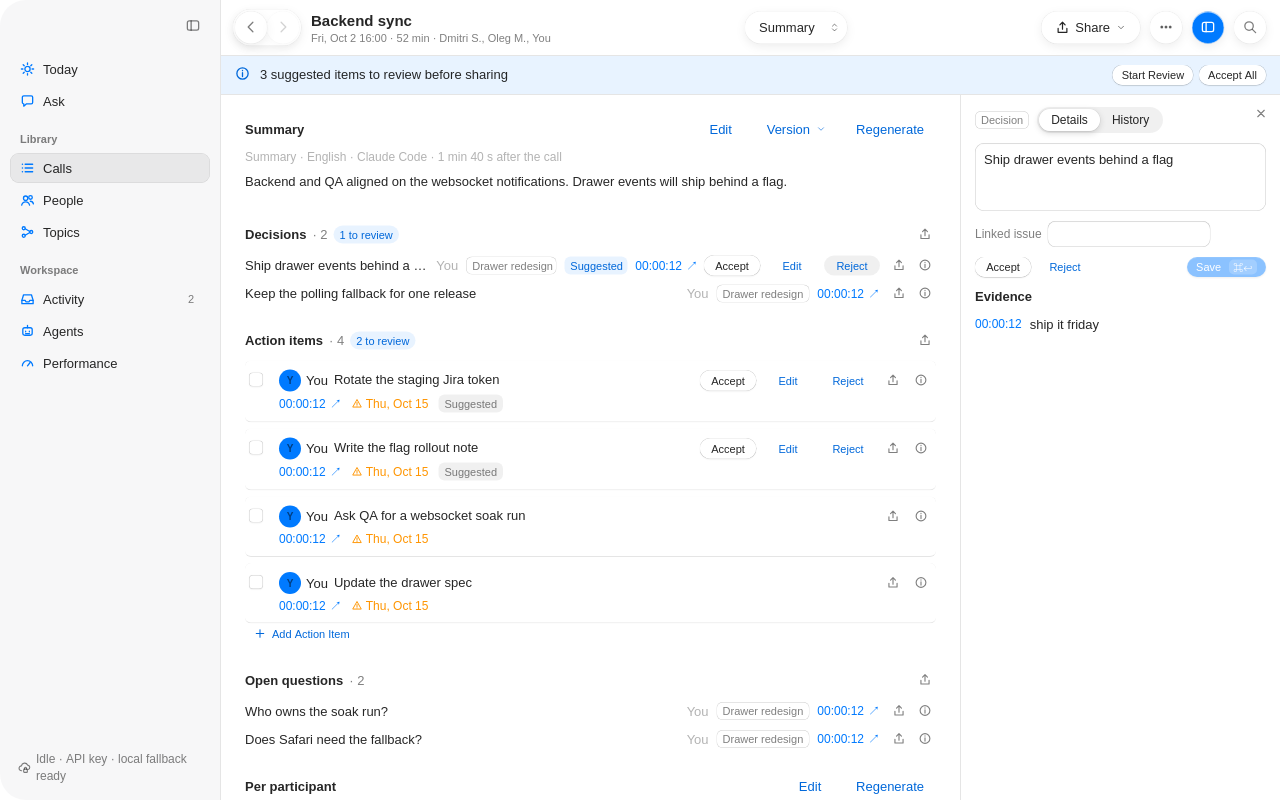 Backend sync
Fri, Oct 2 16:00 · 52 min · Dmitri S., Oleg M., You
Summary
Share
Today
Ask
Library
Calls
People
Topics
Workspace
Activity 2
Agents
Performance
Idle · API key · local fallback
ready
3 suggested items to review before sharing
Start Review
Accept All
Summary
Edit
Version
Regenerate
Summary · English · Claude Code · 1 min 40 s after the call
Backend and QA aligned on the websocket notifications. Drawer events will ship behind a flag.
Decisions · 2 1 to review
Ship drawer events behind a … You Drawer redesign Suggested 00:00:12 Accept Edit Reject
Keep the polling fallback for one release You Drawer redesign 00:00:12
Action items · 4 2 to review
Y You Rotate the staging Jira token Accept Edit Reject
00:00:12 Thu, Oct 15 Suggested
Y You Write the flag rollout note Accept Edit Reject
00:00:12 Thu, Oct 15 Suggested
Y You Ask QA for a websocket soak run
00:00:12 Thu, Oct 15
Y You Update the drawer spec
00:00:12 Thu, Oct 15
Add Action Item
Open questions · 2
Who owns the soak run? You Drawer redesign 00:00:12
Does Safari need the fallback? You Drawer redesign 00:00:12
Per participant Edit Regenerate
Decision Details History
Ship drawer events behind a flag
Linked issue
Accept Reject Save ⌘↩
Evidence
00:00:12 ship it friday